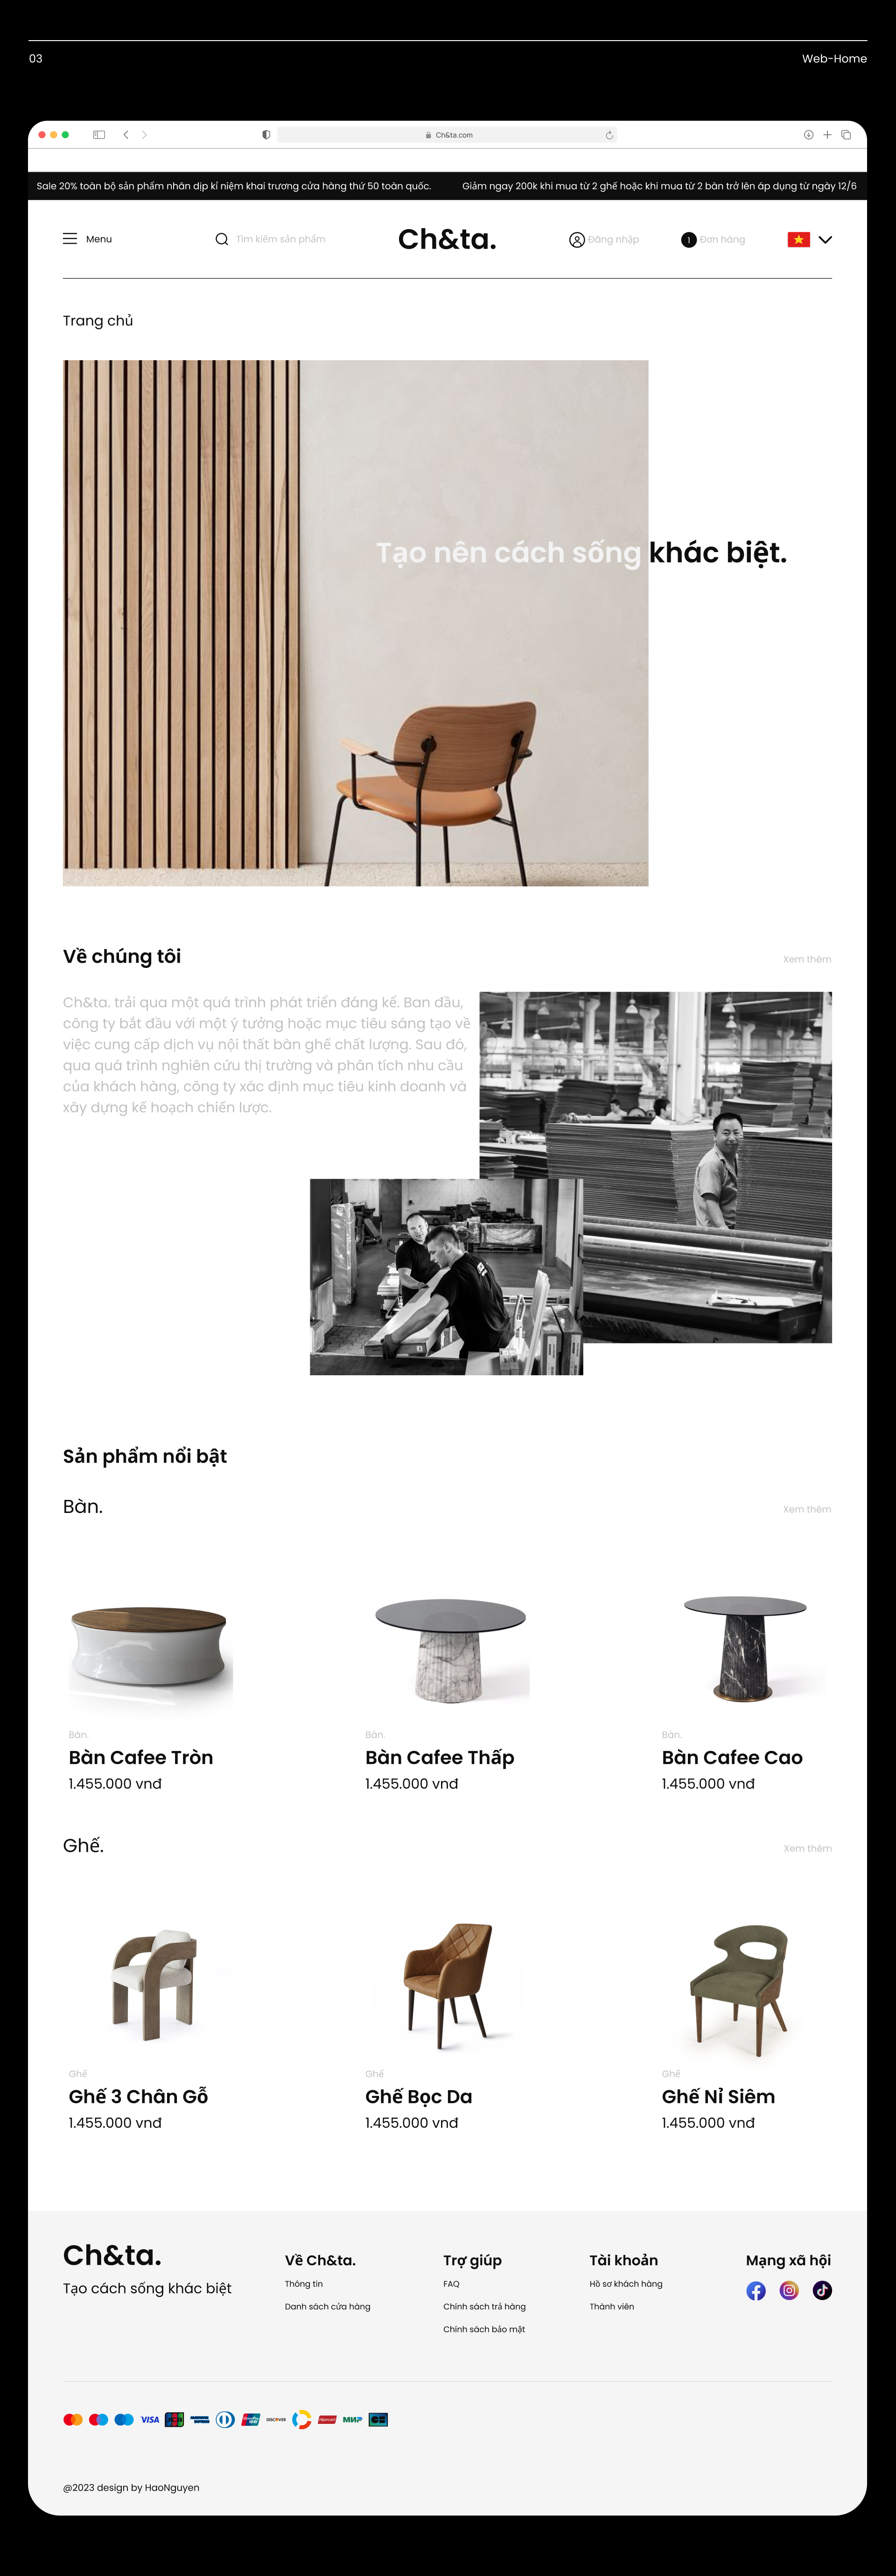 03
Web-Home
Ch&ta.com
Sale 20% toàn bộ sản phẩm nhân dịp kỉ niệm khai trương cửa hàng thứ 50 toàn quốc.
Giảm ngay 200k khi mua từ 2 ghế hoặc khi mua từ 2 bàn trở lên áp dụng từ ngày 12/6
Menu
Tìm kiếm sản phẩm
Ch&ta.
Đăng nhập
1
Đơn hàng
Trang chủ
Tạo nên cách sống khác biệt.
Về chúng tôi
Xem thêm
Ch&ta. trải qua một quá trình phát triển đáng kể. Ban đầu,
công ty bắt đầu với một ý tưởng hoặc mục tiêu sáng tạo về
việc cung cấp dịch vụ nội thất bàn ghế chất lượng. Sau đó,
qua quá trình nghiên cứu thị trường và phân tích nhu cầu
của khách hàng, công ty xác định mục tiêu kinh doanh và
xây dựng kế hoạch chiến lược.
Sản phẩm nổi bật
Bàn.
Xem thêm
Bàn.
Bàn Cafee Tròn
1.455.000 vnđ
Bàn.
Bàn Cafee Thấp
1.455.000 vnđ
Bàn.
Bàn Cafee Cao
1.455.000 vnđ
Ghế.
Xem thêm
Ghế
Ghế 3 Chân Gỗ
1.455.000 vnđ
Ghế
Ghế Bọc Da
1.455.000 vnđ
Ghế
Ghế Nỉ Siêm
1.455.000 vnđ
Ch&ta.
Tạo cách sống khác biệt
Về Ch&ta.
Thông tin
Danh sách cửa hàng
Trợ giúp
FAQ
Chính sách trả hàng
Chính sách bảo mật
Tài khoản
Hồ sơ khách hàng
Thành viên
Mạng xã hội
VISA
JCB
DISCOVER
МИР
CB
@2023 design by HaoNguyen